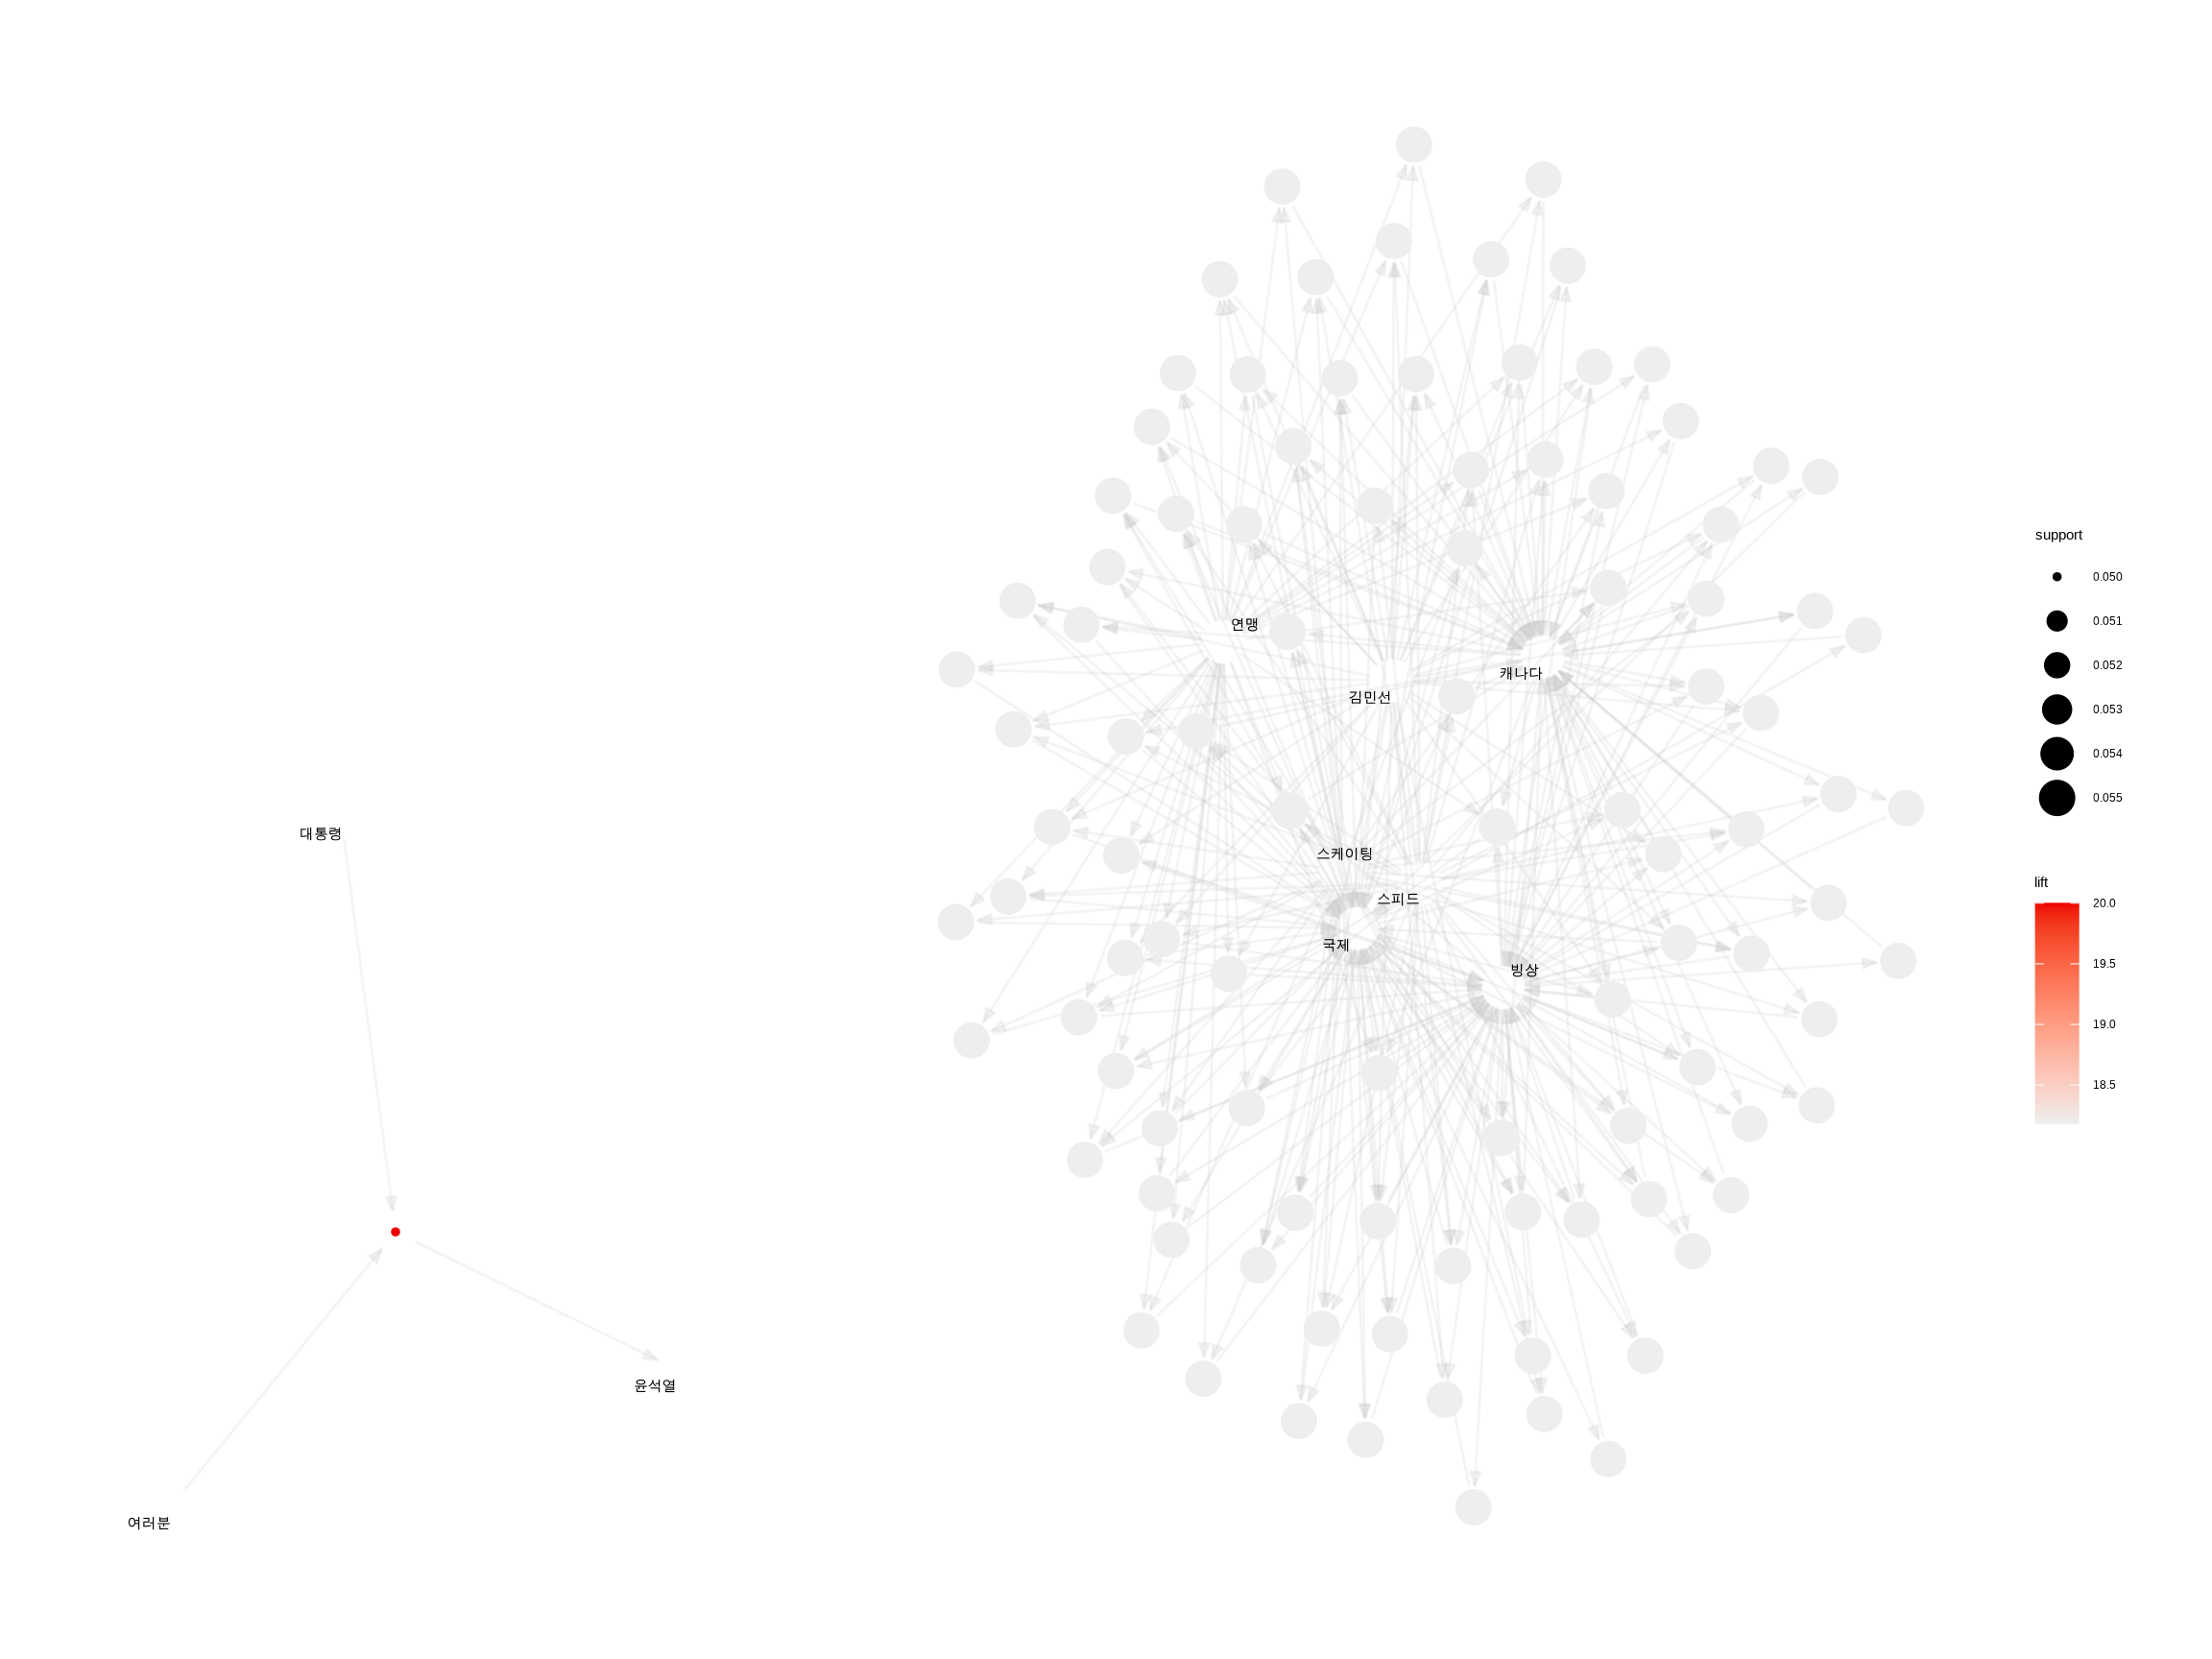 연맹
캐나다
김민선
대통령
스케이팅
스피드
국제
빙상
윤석열
여러분
support
0.050
0.051
0.052
0.053
0.054
0.055
lift
20.0
19.5
19.0
18.5